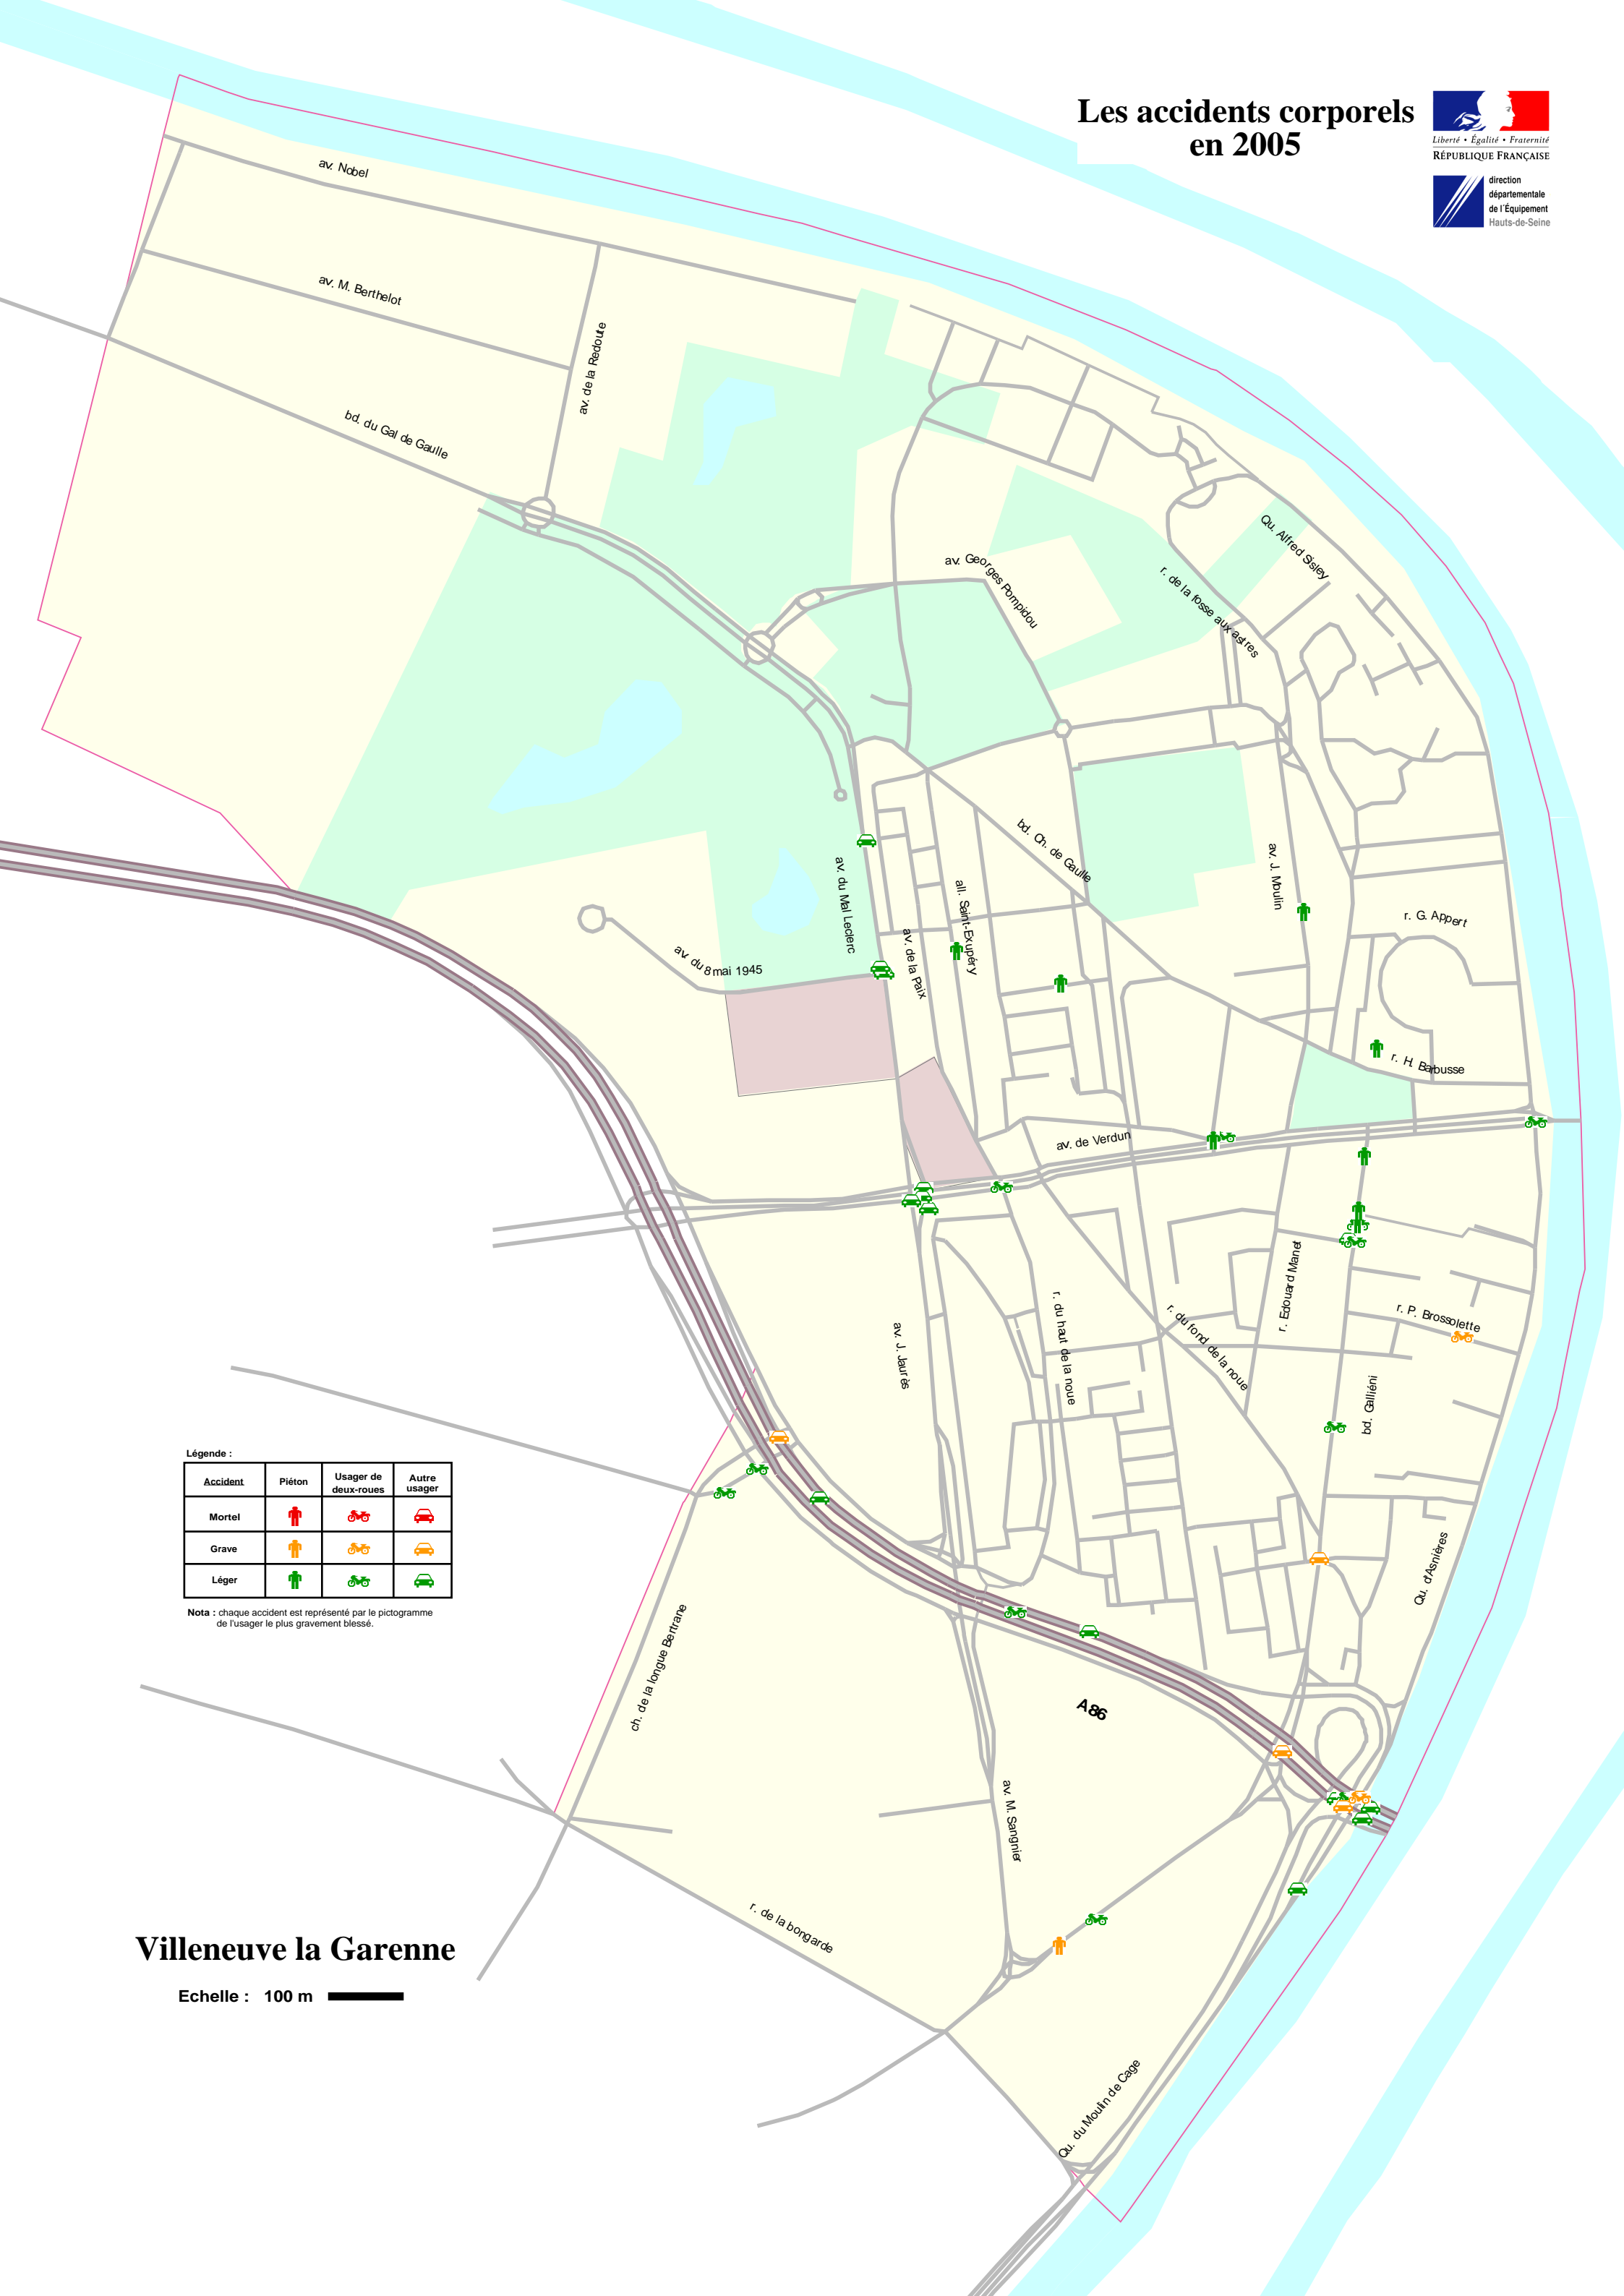 Les accidents corporels
en 2005
Liberté • Égalité • Fraternité
RÉPUBLIQUE FRANÇAISE
direction
départementale
de l'Équipement
Hauts-de-Seine
av. Nobel
av. M. Berthelot
av. de la Redoute
bd. du Gal de Gaulle
Qu. Alfred Sisley
av. Georges Pompidou
r. de la fosse aux astres
bd. Ch. de Gaulle
av. J. Moulin
av. du Mal Leclerc
all. Saint-Exupéry
r. G. Appert
av. de la Paix
av. du 8 mai 1945
r. H. Barbusse
av. de Verdun
r. Edouard Manet
r. du haut de la noue
r. du fond de la noue
r. P. Brossolette
av. J. Jaurès
bd. Galliéni
Légende :
Accident
Piéton
Usager de
deux-roues
Autre
usager
Mortel
Grave
Léger
Nota : chaque accident est représenté par le pictogramme
de l'usager le plus gravement blessé.
Qu. d'Asnières
ch. de la longue Bertrane
A86
av. M. Sangnier
r. de la bongarde
Villeneuve la Garenne
Echelle : 100 m
Qu. du Moulin de Cage